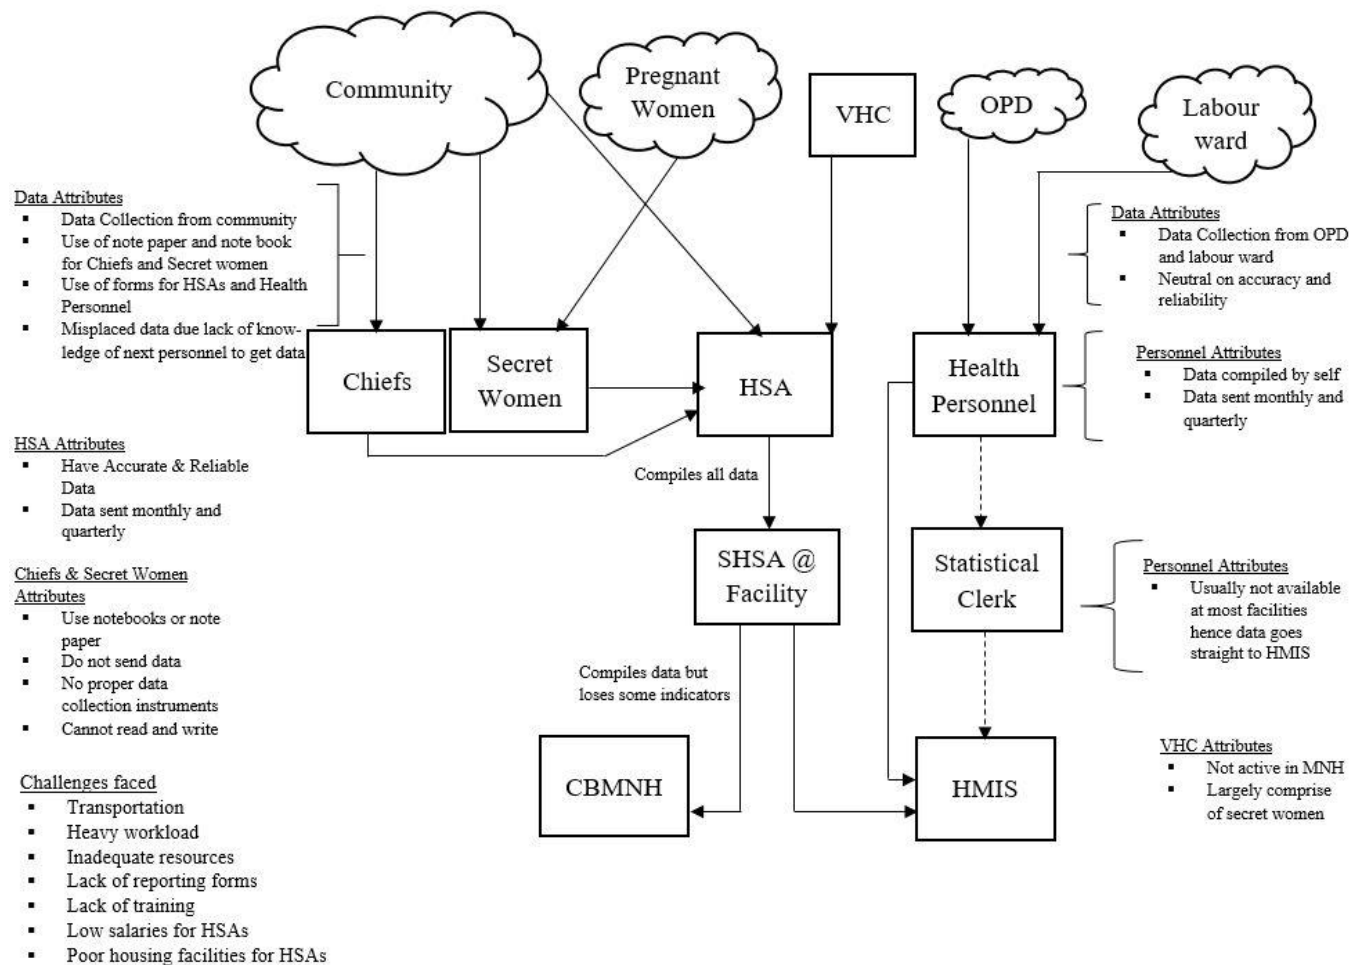 Community
Pregnant
Women
VHC
OPD
Labour
ward
Data Attributes
▪ Data Collection from community
▪ Use of note paper and note book
for Chiefs and Secret women
▪ Use of forms for HSAs and Health
Personnel
▪ Misplaced data due lack of know-
ledge of next personnel to get data
Data Attributes
▪ Data Collection from OPD
and labour ward
▪ Neutral on accuracy and
reliability
Chiefs
Secret
Women
HSA
Health
Personnel
Personnel Attributes
▪ Data compiled by self
▪ Data sent monthly and
quarterly
HSA Attributes
▪ Have Accurate & Reliable
Data
▪ Data sent monthly and
quarterly
Compiles all data
SHSA @
Facility
Statistical
Clerk
Personnel Attributes
▪ Usually not available
at most facilities
hence data goes
straight to HMIS
Chiefs & Secret Women
Attributes
▪ Use notebooks or note
paper
▪ Do not send data
▪ No proper data
collection instruments
▪ Cannot read and write
Compiles data but
loses some indicators
CBMNH
HMIS
VHC Attributes
▪ Not active in MNH
▪ Largely comprise
of secret women
Challenges faced
▪ Transportation
▪ Heavy workload
▪ Inadequate resources
▪ Lack of reporting forms
▪ Lack of training
▪ Low salaries for HSAs
▪ Poor housing facilities for HSAs